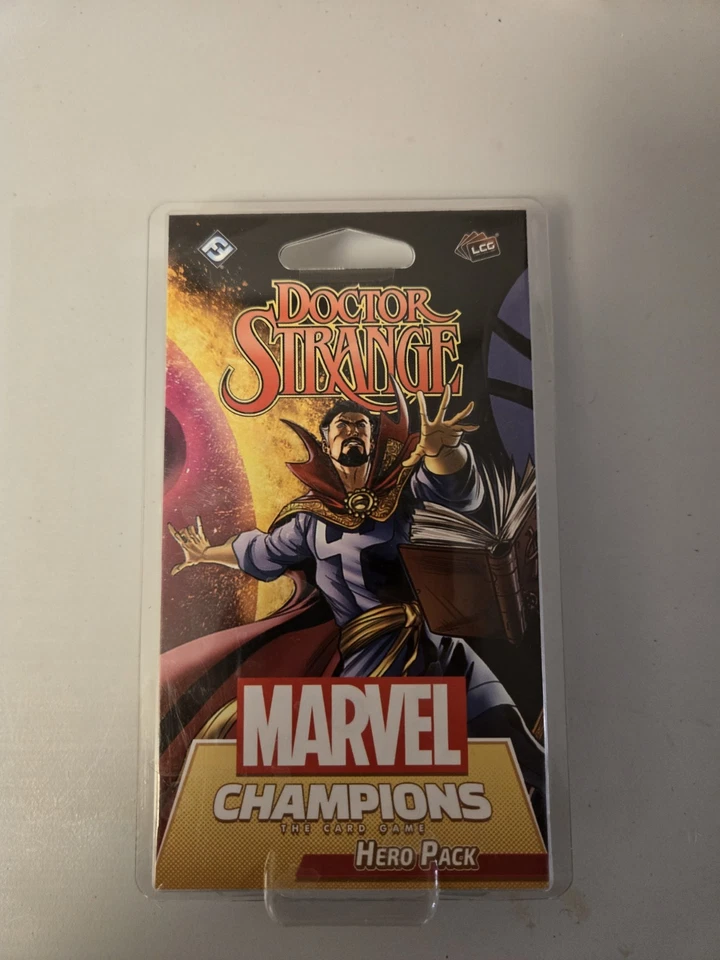 LCG
DOCTOR
STRANGE
MARVEL
CHAMPIONS
THE CARD GAME
HERO PACK